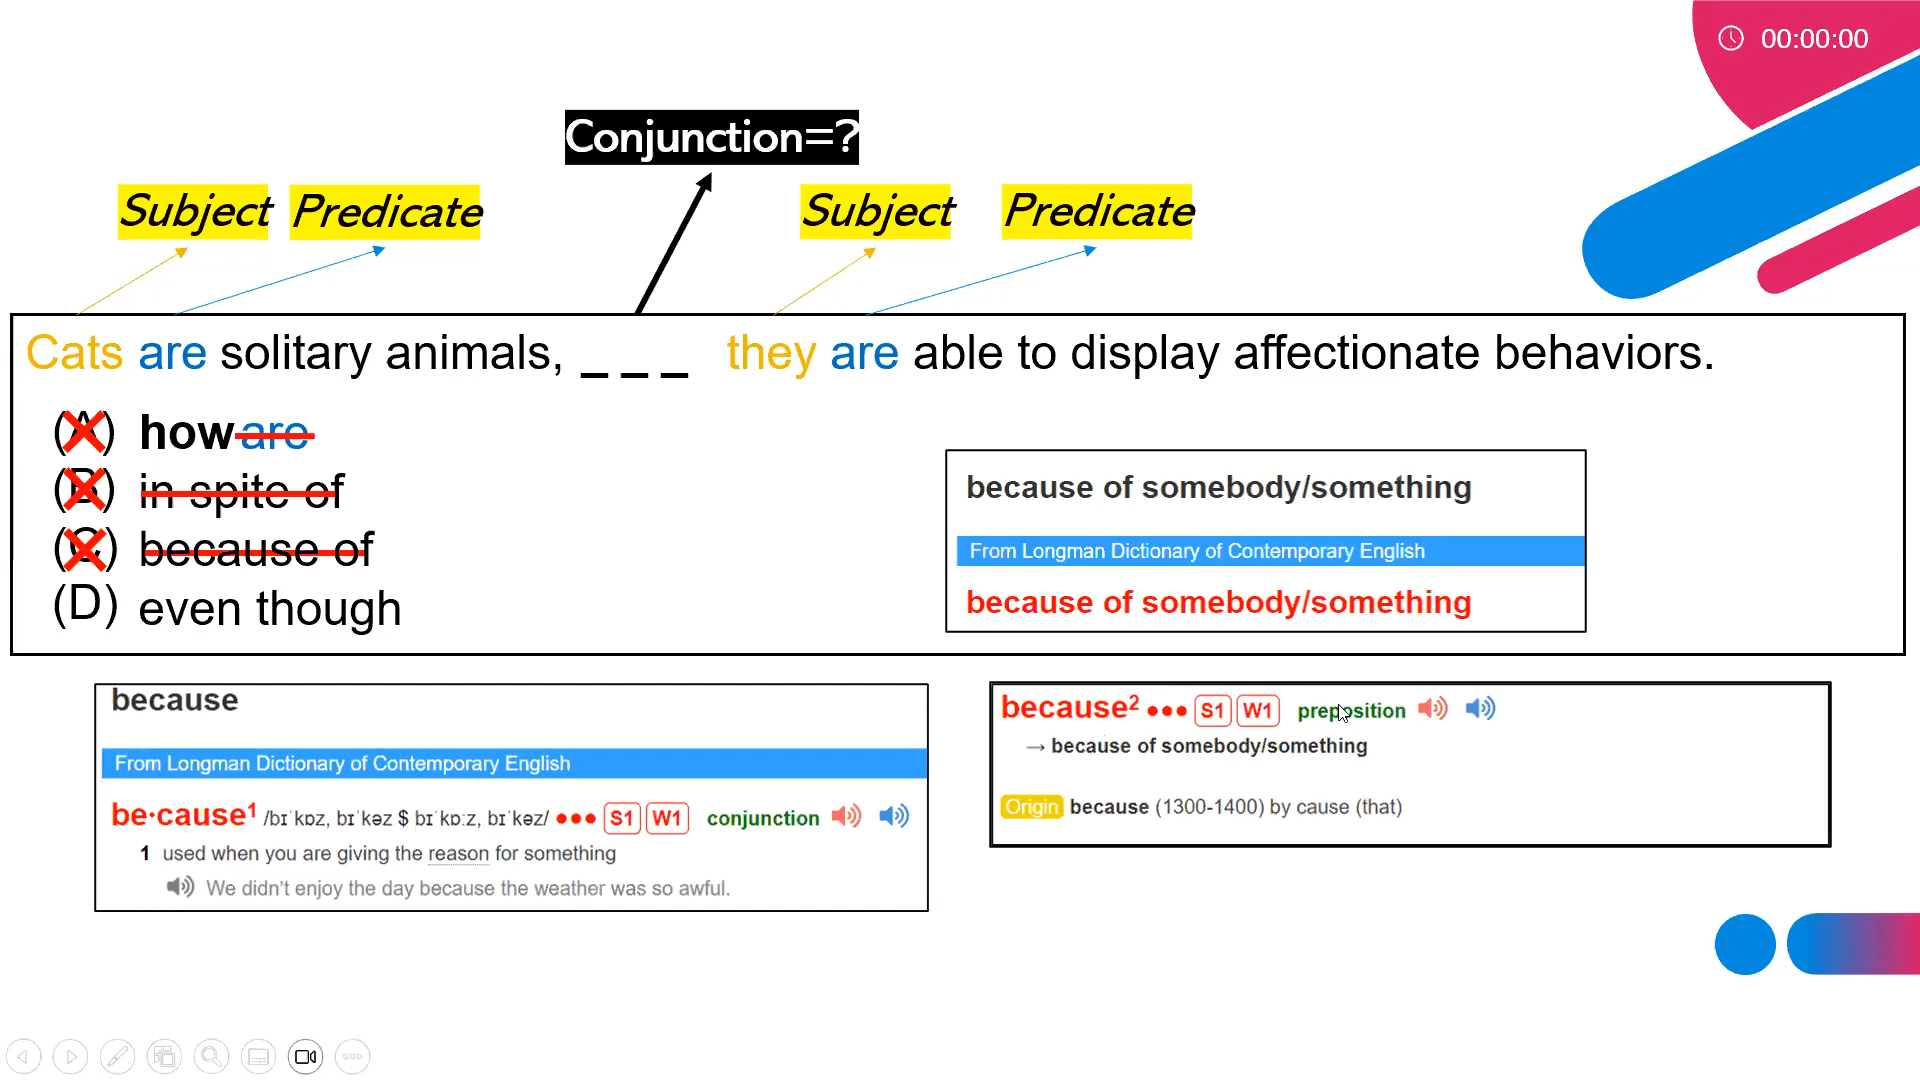 00:00:00
Conjunction=?
Subject Predicate Subject Predicate
Cats are solitary animals, _ _ _ they are able to display affectionate behaviors.
(A) how are
(B) in spite of
(C) because of
(D) even though
because of somebody/something
From Longman Dictionary of Contemporary English
because of somebody/something
because
From Longman Dictionary of Contemporary English
be·cause¹ /bɪˈkɒz, bɪˈkəz $ bɪˈkɒːz, bɪˈkəz/ ●●● S1 W1 conjunction
1 used when you are giving the reason for something
We didn't enjoy the day because the weather was so awful.
because² ●●● S1 W1 preposition
→ because of somebody/something
Origin because (1300-1400) by cause (that)